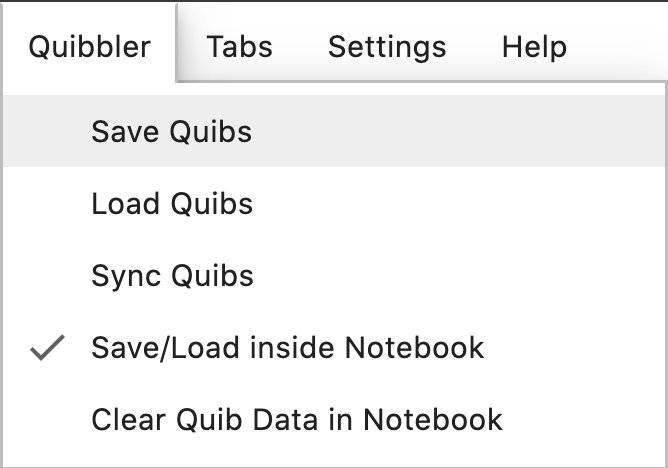 Quibbler Tabs Settings Help
Save Quibs
Load Quibs
Sync Quibs
Save/Load inside Notebook
Clear Quib Data in Notebook